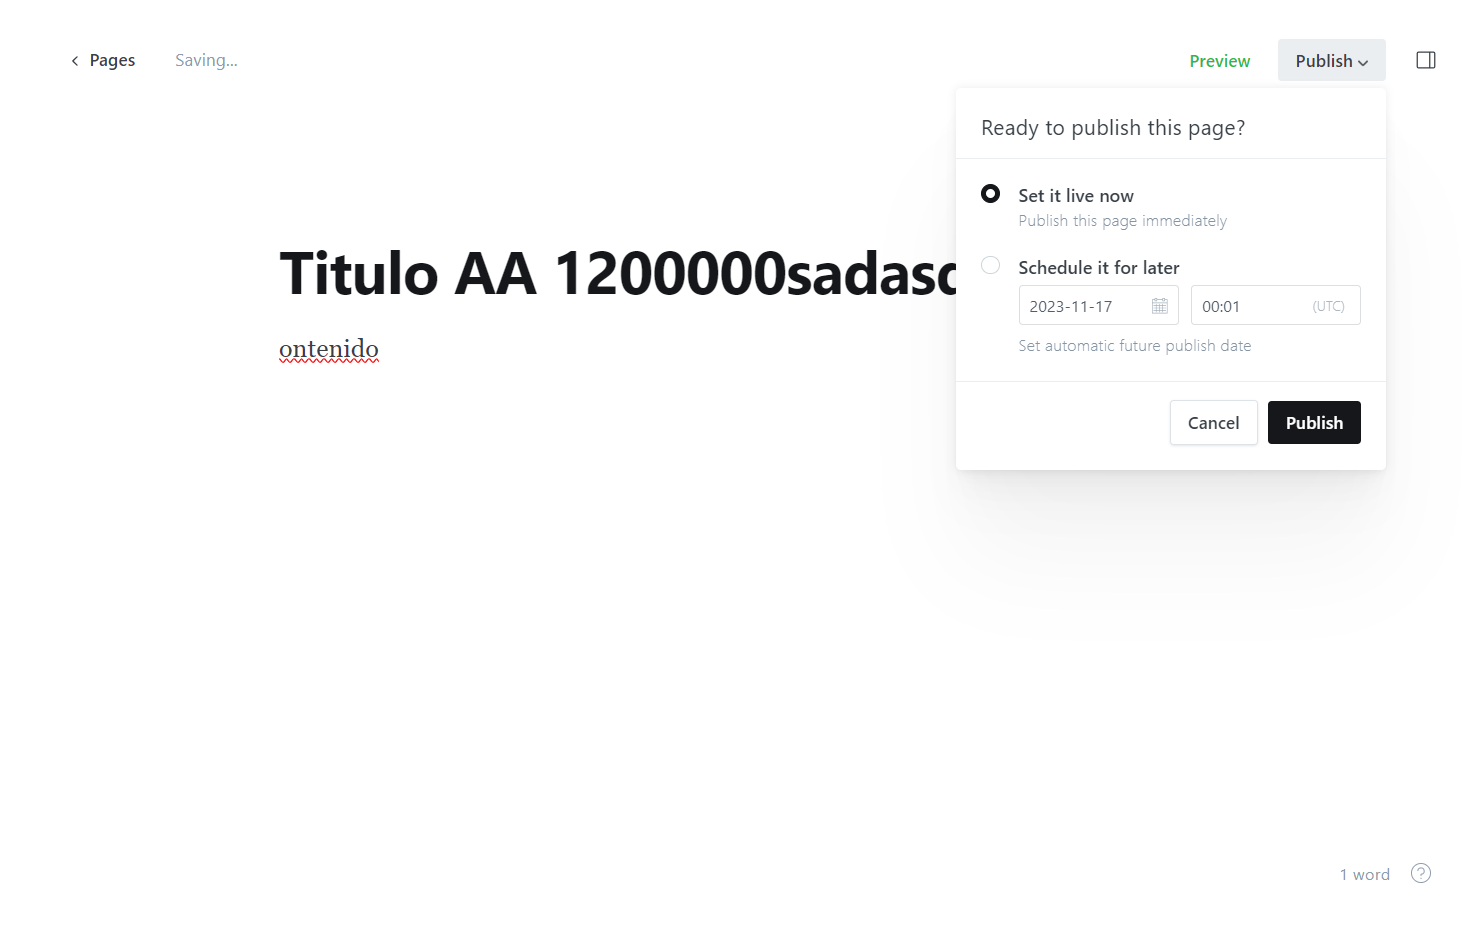 Pages
Saving...
Preview
Publish
Ready to publish this page?
Set it live now
Publish this page immediately
Titulo AA 1200000sadasd
Schedule it for later
2023-11-17
00:01
(UTC)
ontenido
Set automatic future publish date
Cancel
Publish
1 word
?